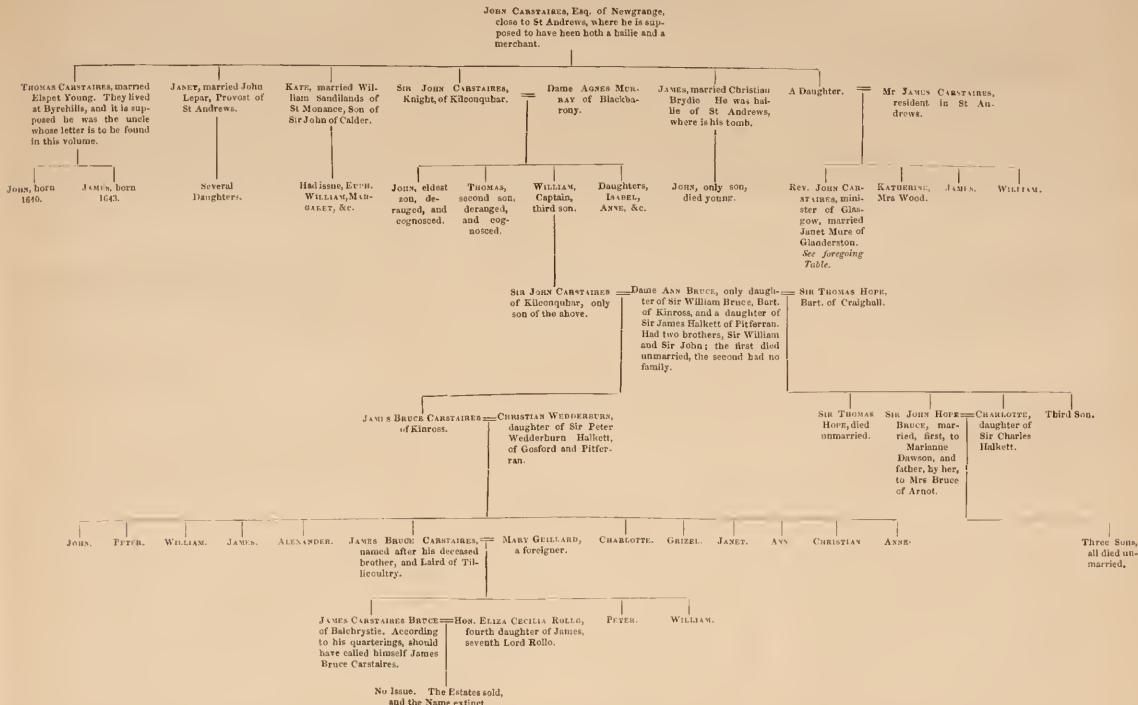 JOHN CARSTAIRES, Esq. of Newgrange,
close to St Andrews, where he is sup-
posed to have been both a bailie and a
merchant.
THOMAS CARSTAIRES, married
Elspet Young. They lived
at Byrehills, and it is sup-
posed he was the uncle
whose letter is to be found
in this volume.
JANET, married John
Lepar, Provost of
St Andrews.
KATE, married Wil-
liam Sandilands of
St Monance, Son of
Sir John of Calder.
SIR JOHN CARSTAIRES,
Knight, of Kilconquhar.
Dame AGNES MUR-
RAY of Blackba-
rony.
JAMES, married Christian
Brydie He was bai-
lie of St Andrews,
where is his tomb.
A Daughter.
Mr JAMES CARSTAIRES,
resident in St An-
drews.
JOHN, born
1640.
JAMES, born
1643.
Several
Daughters.
Had issue, EUPH.
WILLIAM, MAR-
GARET, &c.
JOHN, eldest
son, de-
ranged, and
cognosced.
THOMAS,
second son,
deranged,
and cog-
nosced.
WILLIAM,
Captain,
third son.
Daughters,
ISABEL,
ANNE, &c.
JOHN, only son,
died young.
REV. JOHN CAR-
STAIRES, mini-
ster of Glas-
gow, married
Janet Mure of
Glanderston.
See foregoing
Table.
KATHERINE,
Mrs Wood.
JAMES.
WILLIAM.
SIR JOHN CARSTAIRES
of Kilconquhar, only
son of the above.
Dame ANN BRUCE, only daugh-
ter of Sir William Bruce, Bart.
of Kinross, and a daughter of
Sir James Halkett of Pitferran.
Had two brothers, Sir William
and Sir John; the first died
unmarried, the second had no
family.
SIR THOMAS HOPE,
Bart. of Craighall.
JAMES BRUCE CARSTAIRES
of Kinross.
CHRISTIAN WEDDERBURN,
daughter of Sir Peter
Wedderburn Halkett,
of Gosford and Pitfer-
ran.
SIR THOMAS
HOPE, died
unmarried.
SIR JOHN HOPE
BRUCE, mar-
ried, first, to
Marianne
Dawson, and
father, by her,
to Mrs Bruce
of Arnot.
CHARLOTTE,
daughter of
Sir Charles
Halkett.
Third Son.
JOHN.
PETER.
WILLIAM.
JAMES.
ALEXANDER.
JAMES BRUCE CARSTAIRES,
named after his deceased
brother, and Laird of Til-
licoultry.
MARY GUILLARD,
a foreigner.
CHARLOTTE.
GRIZEL.
JANET.
ANN
CHRISTIAN
ANNE.
Three Sons,
all died un-
married.
JAMES CARSTAIRES BRUCE
of Balchrystie. According
to his quarterings, should
have called himself James
Bruce Carstaires.
HON. ELIZA CECILIA ROLLO,
fourth daughter of James,
seventh Lord Rollo.
PETER.
WILLIAM.
No Issue. The Estates sold,
and the Name extinct